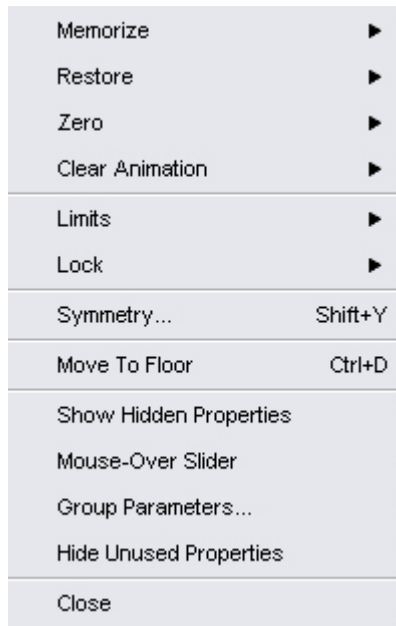 Memorize
Restore
Zero
Clear Animation
Limits
Lock
Symmetry... Shift+Y
Move To Floor Ctrl+D
Show Hidden Properties
Mouse-Over Slider
Group Parameters...
Hide Unused Properties
Close